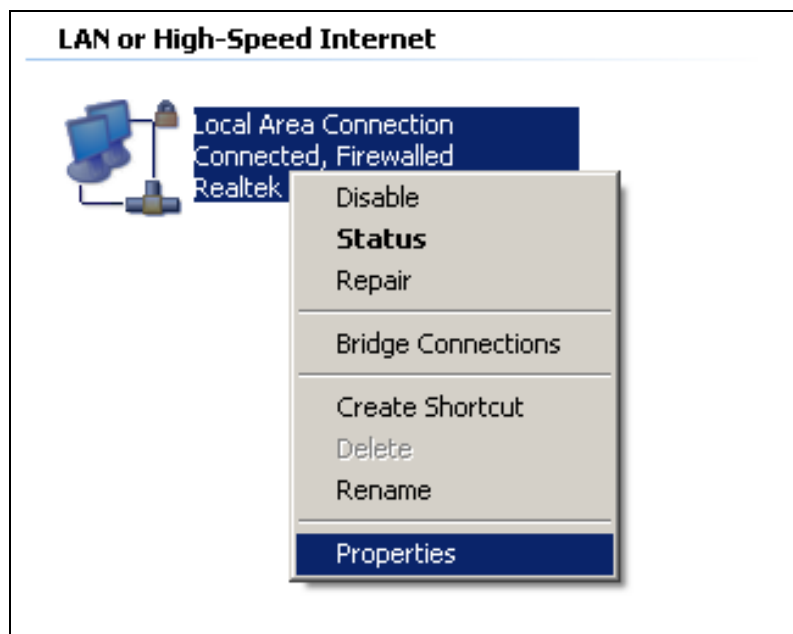 LAN or High-Speed Internet
Local Area Connection
Connected, Firewalled
Realtek
Disable
Status
Repair
Bridge Connections
Create Shortcut
Delete
Rename
Properties